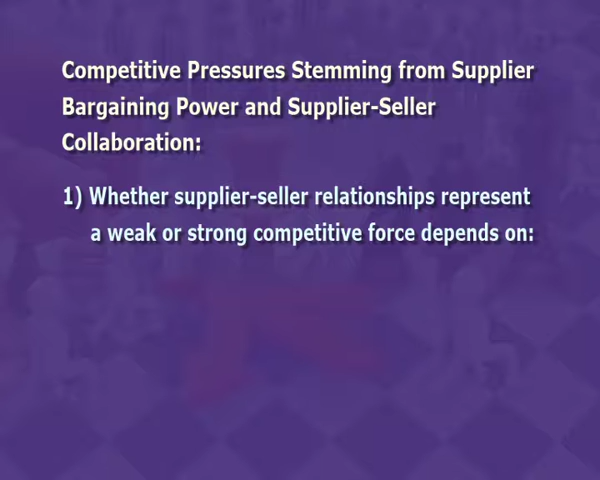 Competitive Pressures Stemming from Supplier
Bargaining Power and Supplier-Seller
Collaboration:
1) Whether supplier-seller relationships represent
a weak or strong competitive force depends on: